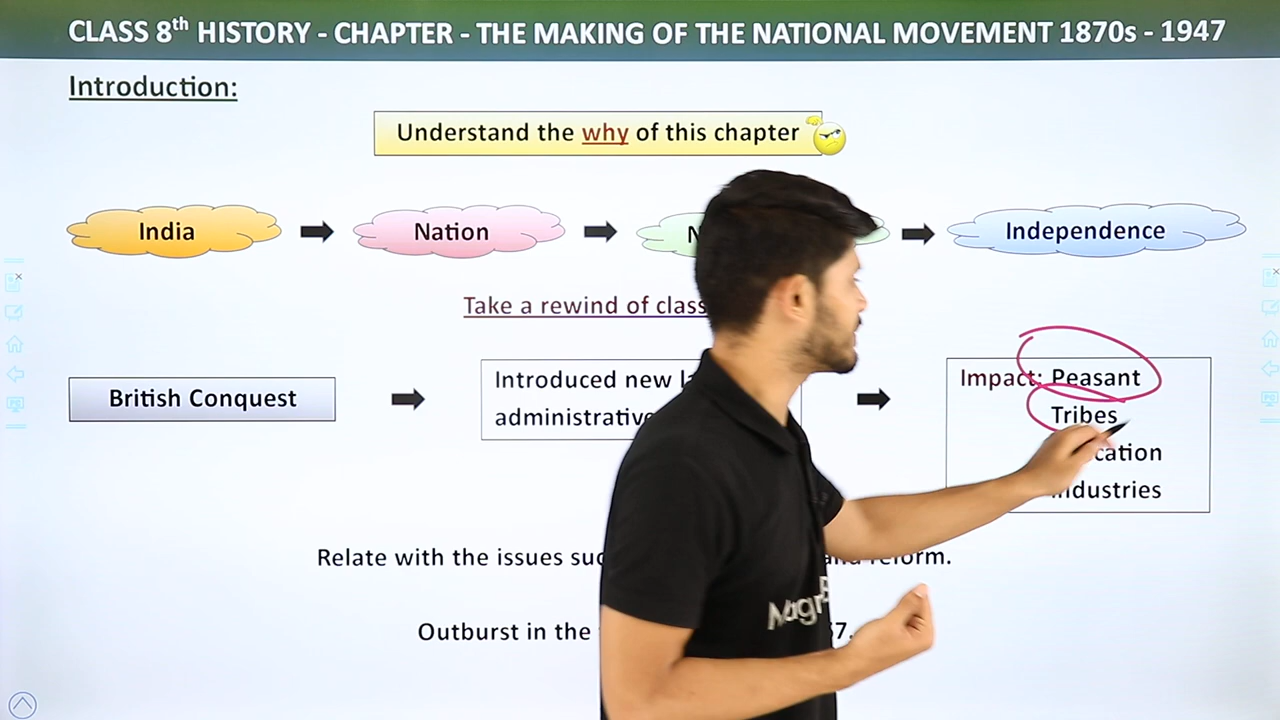 CLASS 8th HISTORY - CHAPTER - THE MAKING OF THE NATIONAL MOVEMENT 1870s - 1947
Introduction:
Understand the why of this chapter
India
Nation
Independence
Take a rewind of class
British Conquest
Introduced new
administrative
Impact: Peasant
Tribes
Industries
Relate with the issues
reform.
Outburst in the